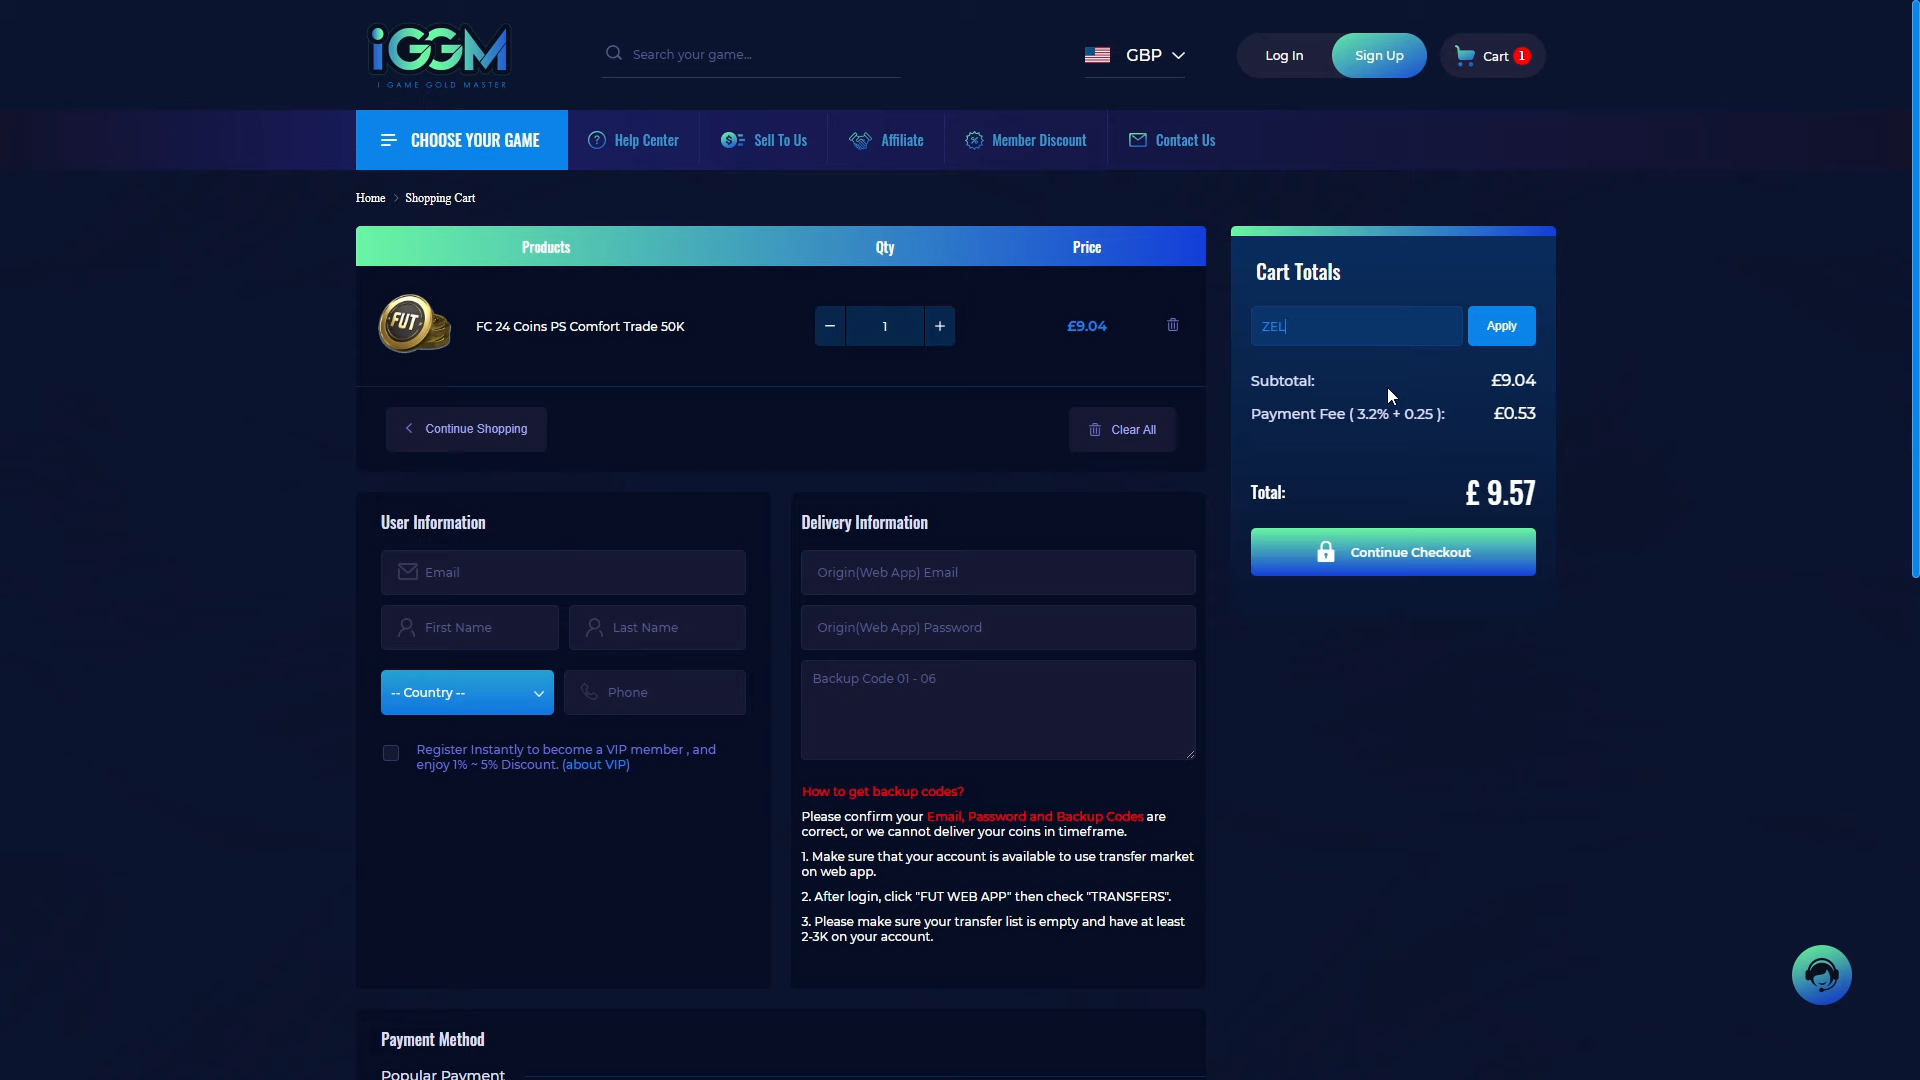 iGGM
I GAME GOLD MASTER
Search your game...
GBP
Log In
Sign Up
Cart 1
CHOOSE YOUR GAME
Help Center
Sell To Us
Affiliate
Member Discount
Contact Us
Home > Shopping Cart
Products Qty Price
FUT
FC 24 Coins PS Comfort Trade 50K
− 1 +
£9.04
Continue Shopping
Clear All
Cart Totals
ZEL
Apply
Subtotal: £9.04
Payment Fee ( 3.2% + 0.25 ): £0.53
Total: £ 9.57
Continue Checkout
User Information
Email
First Name
Last Name
-- Country --
Phone
Register Instantly to become a VIP member , and
enjoy 1% ~ 5% Discount. (about VIP)
Delivery Information
Origin(Web App) Email
Origin(Web App) Password
Backup Code 01 - 06
How to get backup codes?
Please confirm your Email, Password and Backup Codes are
correct, or we cannot deliver your coins in timeframe.
1. Make sure that your account is available to use transfer market
on web app.
2. After login, click "FUT WEB APP" then check "TRANSFERS".
3. Please make sure your transfer list is empty and have at least
2-3K on your account.
Payment Method
Popular Payment